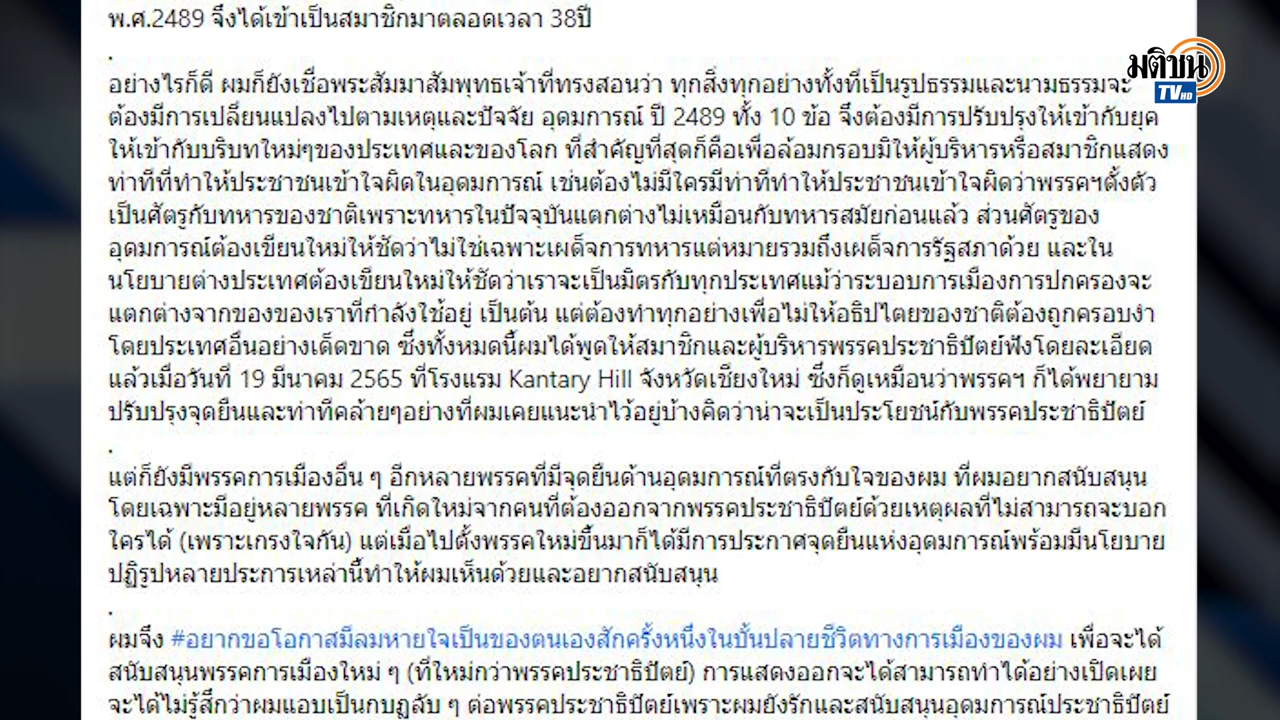 พ.ศ.2489 จึงได้เข้าเป็นสมาชิกมาตลอดเวลา 38ปี
.
มติชน
TV HD
อย่างไรก็ดี ผมก็ยังเชื่อพระสัมมาสัมพุทธเจ้าที่ทรงสอนว่า ทุกสิ่งทุกอย่างทั้งที่เป็นรูปธรรมและนามธรรมจะ
ต้องมีการเปลี่ยนแปลงไปตามเหตุและปัจจัย อุดมการณ์ ปี 2489 ทั้ง 10 ข้อ จึงต้องมีการปรับปรุงให้เข้ากับยุค
ให้เข้ากับบริบทใหม่ๆของประเทศและของโลก ที่สำคัญที่สุดก็คือเพื่อล้อมกรอบมิให้ผู้บริหารหรือสมาชิกแสดง
ท่าทีที่ทำให้ประชาชนเข้าใจผิดในอุดมการณ์ เช่นต้องไม่มีใครมีท่าทีทำให้ประชาชนเข้าใจผิดว่าพรรคฯตั้งตัว
เป็นศัตรูกับทหารของชาติเพราะทหารในปัจจุบันแตกต่างไม่เหมือนกับทหารสมัยก่อนแล้ว ส่วนศัตรูของ
อุดมการณ์ต้องเขียนใหม่ให้ชัดว่าไม่ใช่เฉพาะเผด็จการทหารแต่หมายรวมถึงเผด็จการรัฐสภาด้วย และใน
นโยบายต่างประเทศต้องเขียนใหม่ให้ชัดว่าเราจะเป็นมิตรกับทุกประเทศแม้ว่าระบอบการเมืองการปกครองจะ
แตกต่างจากของของเราที่กำลังใช้อยู่ เป็นต้น แต่ต้องทำทุกอย่างเพื่อไม่ให้อธิปไตยของชาติต้องถูกครอบงำ
โดยประเทศอื่นอย่างเด็ดขาด ซึ่งทั้งหมดนี้ผมได้พูดให้สมาชิกและผู้บริหารพรรคประชาธิปัตย์ฟังโดยละเอียด
แล้วเมื่อวันที่ 19 มีนาคม 2565 ที่โรงแรม Kantary Hill จังหวัดเชียงใหม่ ซึ่งก็ดูเหมือนว่าพรรคฯ ก็ได้พยายาม
ปรับปรุงจุดยืนและท่าทีคล้ายๆอย่างที่ผมเคยแนะนำไว้อยู่บ้างคิดว่าน่าจะเป็นประโยชน์กับพรรคประชาธิปัตย์
.
แต่ก็ยังมีพรรคการเมืองอื่น ๆ อีกหลายพรรคที่มีจุดยืนด้านอุดมการณ์ที่ตรงกับใจของผม ที่ผมอยากสนับสนุน
โดยเฉพาะมีอยู่หลายพรรค ที่เกิดใหม่จากคนที่ต้องออกจากพรรคประชาธิปัตย์ด้วยเหตุผลที่ไม่สามารถจะบอก
ใครได้ (เพราะเกรงใจกัน) แต่เมื่อไปตั้งพรรคใหม่ขึ้นมาก็ได้มีการประกาศจุดยืนแห่งอุดมการณ์พร้อมมีนโยบาย
ปฏิรูปหลายประการเหล่านี้ทำให้ผมเห็นด้วยและอยากสนับสนุน
.
ผมจึง #อยากขอโอกาสมีลมหายใจเป็นของตนเองสักครั้งหนึ่งในบั้นปลายชีวิตทางการเมืองของผม เพื่อจะได้
สนับสนุนพรรคการเมืองใหม่ ๆ (ที่ใหม่กว่าพรรคประชาธิปัตย์) การแสดงออกจะได้สามารถทำได้อย่างเปิดเผย
จะได้ไม่รู้สึกว่าผมแอบเป็นกบฏลับ ๆ ต่อพรรคประชาธิปัตย์เพราะผมยังรักและสนับสนุนอุดมการณ์ประชาธิปัตย์